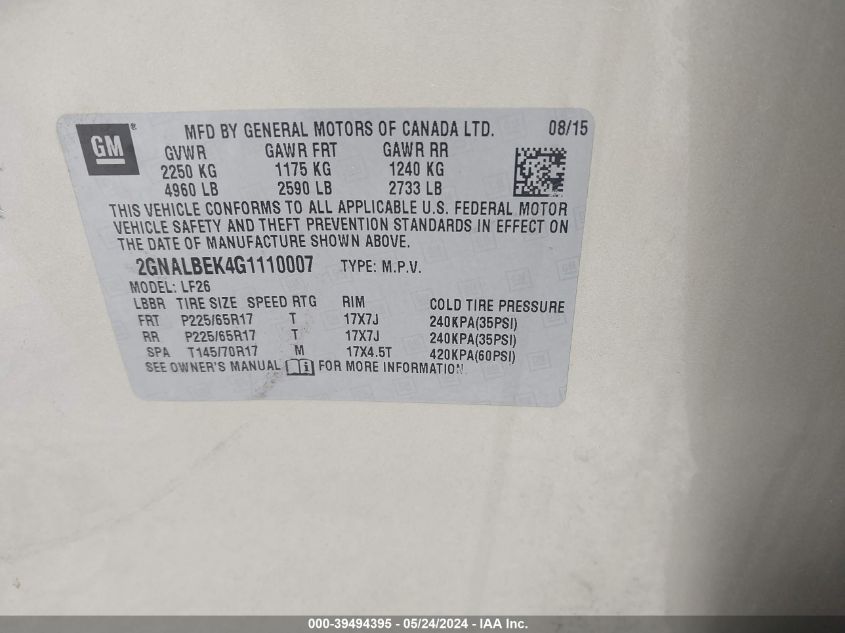 GM ® MFD BY GENERAL MOTORS OF CANADA LTD. 08/15
GVWR GAWR FRT GAWR RR
2250 KG 1175 KG 1240 KG
4960 LB 2590 LB 2733 LB
THIS VEHICLE CONFORMS TO ALL APPLICABLE U.S. FEDERAL MOTOR
VEHICLE SAFETY AND THEFT PREVENTION STANDARDS IN EFFECT ON
THE DATE OF MANUFACTURE SHOWN ABOVE.
2GNALBEK4G1110007 TYPE: M.P.V.
MODEL: LF26
LBBR TIRE SIZE SPEED RTG RIM COLD TIRE PRESSURE
FRT P225/65R17 T 17X7J 240KPA(35PSI)
RR P225/65R17 T 17X7J 240KPA(35PSI)
SPA T145/70R17 M 17X4.5T 420KPA(60PSI)
SEE OWNER'S MANUAL FOR MORE INFORMATION.
000-39494395 - 05/24/2024 - IAA Inc.